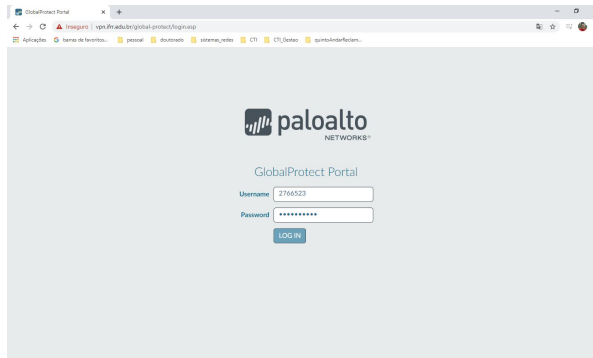 GlobalProtect Portal
Inseguro | vpn.ifrr.edu.br/global-protect/login.esp
Aplicações barras de favoritos... pessoal doutorado sistemas_redes CTI CTI_Gestao quintoAndarReclam...
paloalto
NETWORKS®
GlobalProtect Portal
Username 2766523
Password ••••••••••
LOG IN